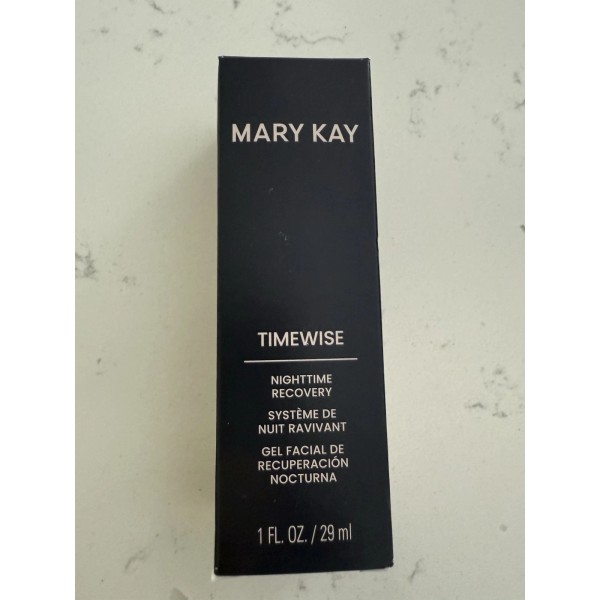 MARY KAY
TIMEWISE
NIGHTTIME
RECOVERY
SYSTÈME DE
NUIT RAVIVANT
GEL FACIAL DE
RECUPERACIÓN
NOCTURNA
1 FL. OZ. / 29 ml